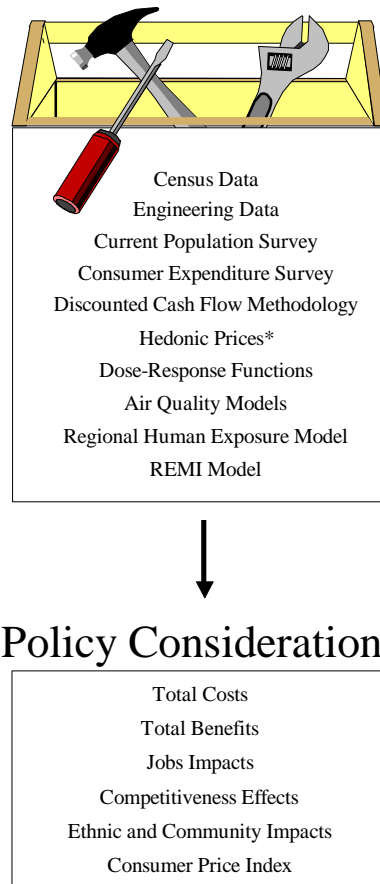 Census Data
Engineering Data
Current Population Survey
Consumer Expenditure Survey
Discounted Cash Flow Methodology
Hedonic Prices*
Dose-Response Functions
Air Quality Models
Regional Human Exposure Model
REMI Model
Policy Consideration
Total Costs
Total Benefits
Jobs Impacts
Competitiveness Effects
Ethnic and Community Impacts
Consumer Price Index